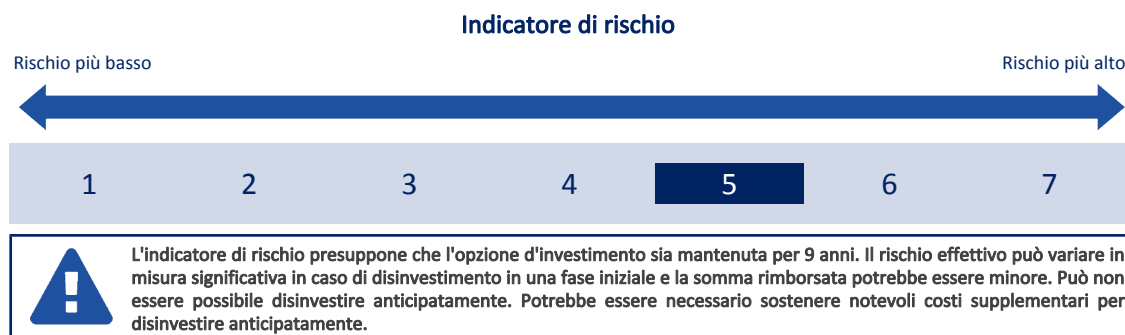 Indicatore di rischio
Rischio più basso Rischio più alto
1 2 3 4 5 6 7
L'indicatore di rischio presuppone che l'opzione d'investimento sia mantenuta per 9 anni. Il rischio effettivo può variare in
misura significativa in caso di disinvestimento in una fase iniziale e la somma rimborsata potrebbe essere minore. Può non
essere possibile disinvestire anticipatamente. Potrebbe essere necessario sostenere notevoli costi supplementari per
disinvestire anticipatamente.